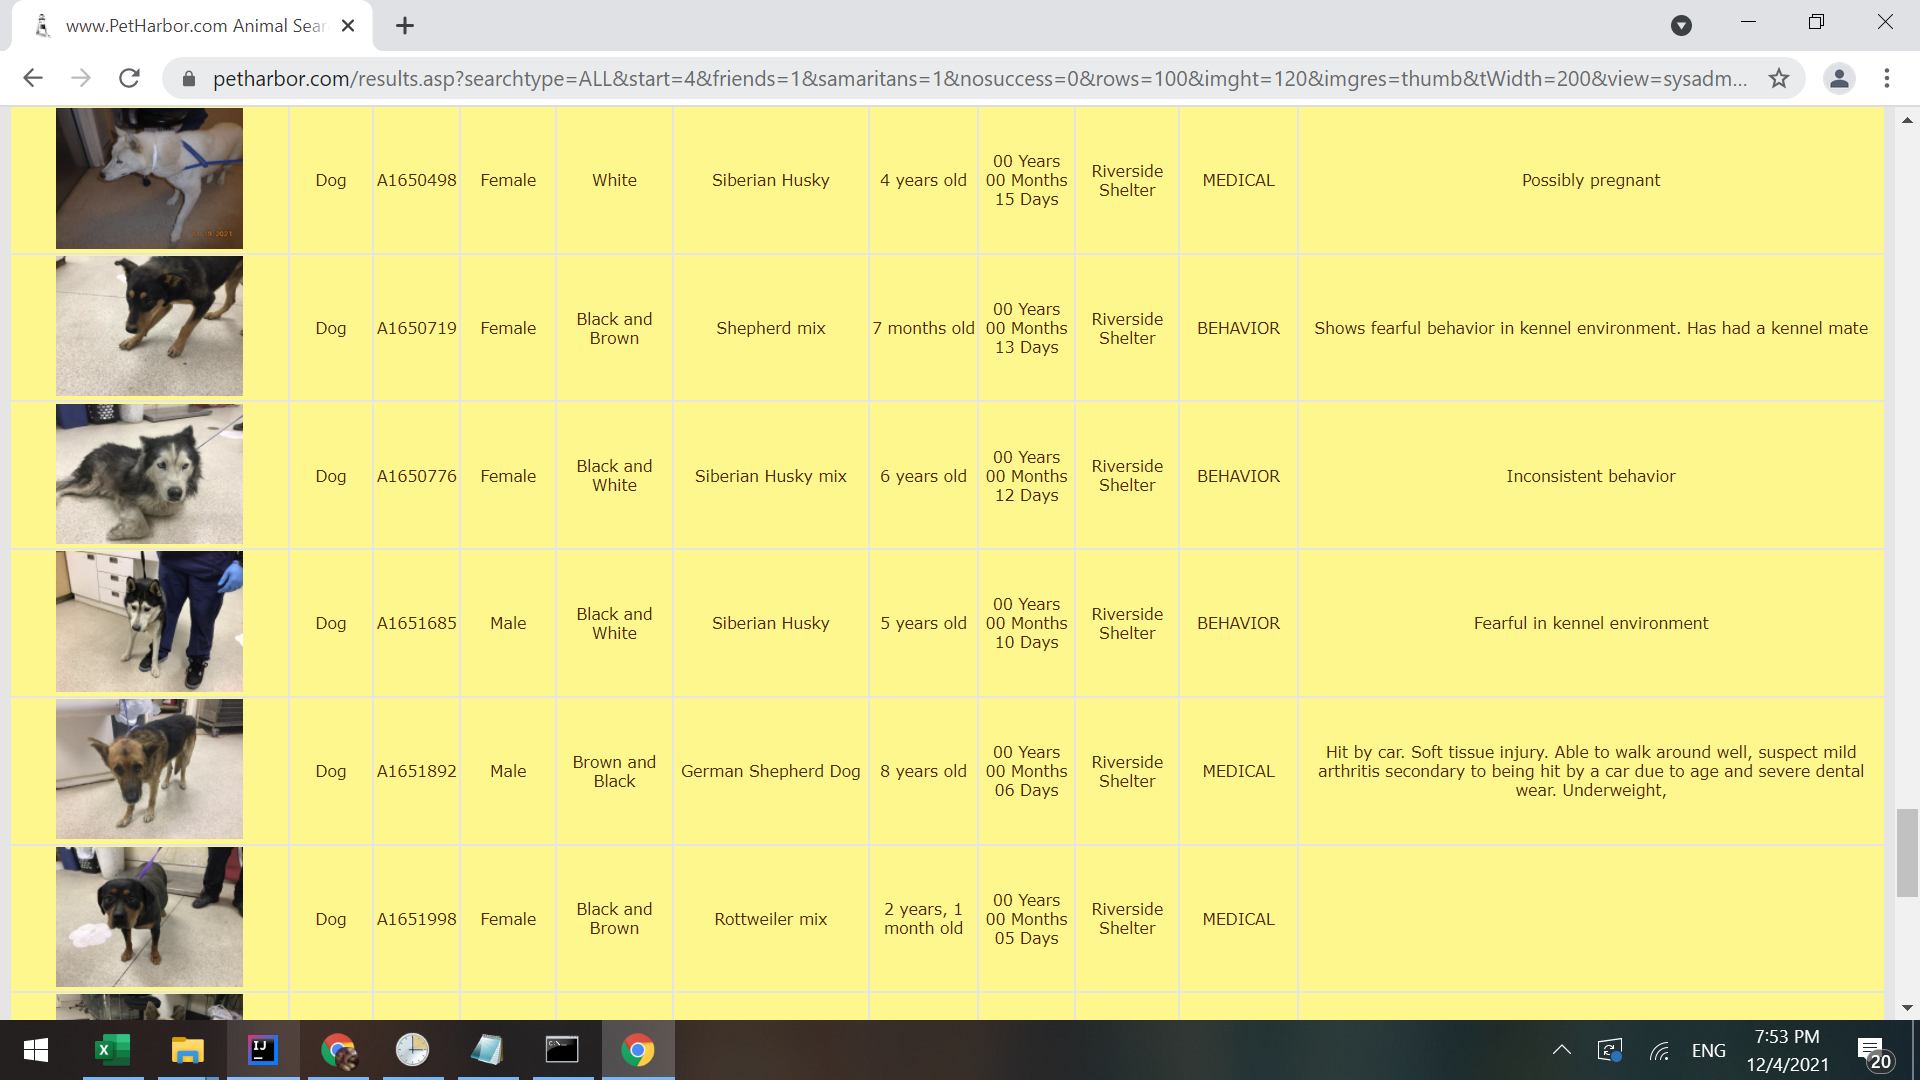 www.PetHarbor.com Animal Sear
petharbor.com/results.asp?searchtype=ALL&start=4&friends=1&samaritans=1&nosuccess=0&rows=100&imght=120&imgres=thumb&tWidth=200&view=sysadm...
Dog A1650498 Female White Siberian Husky 4 years old 00 Years 00 Months 15 Days Riverside Shelter MEDICAL Possibly pregnant
Dog A1650719 Female Black and Brown Shepherd mix 7 months old 00 Years 00 Months 13 Days Riverside Shelter BEHAVIOR Shows fearful behavior in kennel environment. Has had a kennel mate
Dog A1650776 Female Black and White Siberian Husky mix 6 years old 00 Years 00 Months 12 Days Riverside Shelter BEHAVIOR Inconsistent behavior
Dog A1651685 Male Black and White Siberian Husky 5 years old 00 Years 00 Months 10 Days Riverside Shelter BEHAVIOR Fearful in kennel environment
Dog A1651892 Male Brown and Black German Shepherd Dog 8 years old 00 Years 00 Months 06 Days Riverside Shelter MEDICAL Hit by car. Soft tissue injury. Able to walk around well, suspect mild arthritis secondary to being hit by a car due to age and severe dental wear. Underweight,
Dog A1651998 Female Black and Brown Rottweiler mix 2 years, 1 month old 00 Years 00 Months 05 Days Riverside Shelter MEDICAL
ENG
7:53 PM
12/4/2021
20